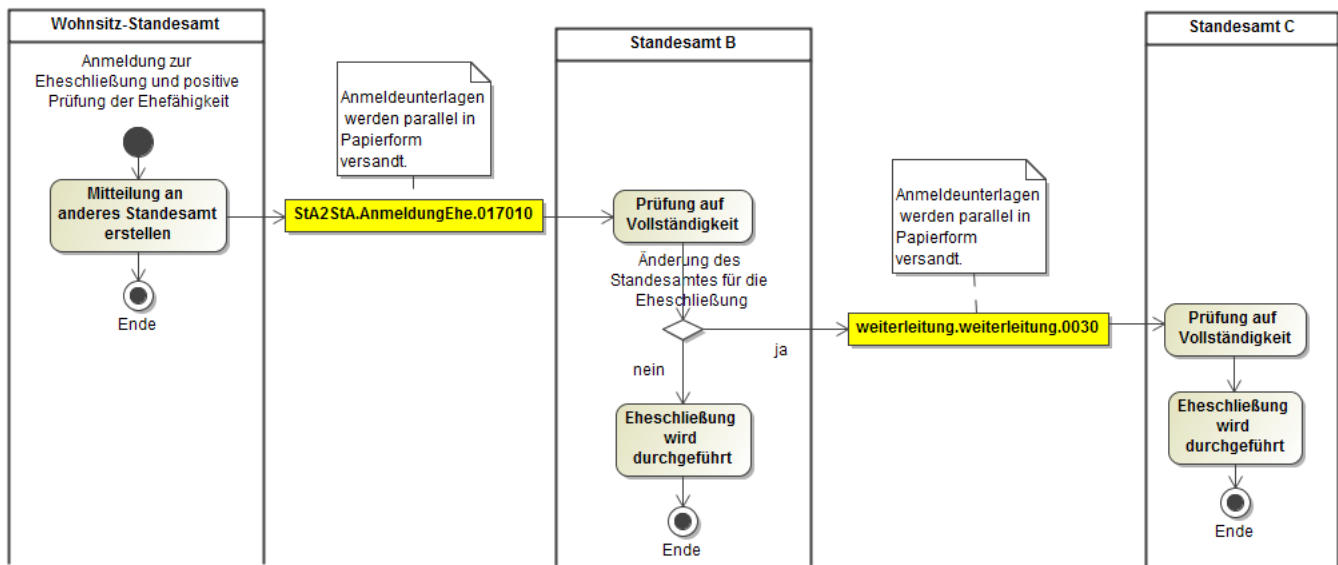 Wohnsitz-Standesamt
Anmeldung zur
Eheschließung und positive
Prüfung der Ehefähigkeit
Mitteilung an
anderes Standesamt
erstellen
Ende
Anmeldeunterlagen
werden parallel in
Papierform
versandt.
StA2StA.AnmeldungEhe.017010
Standesamt B
Prüfung auf
Vollständigkeit
Änderung des
Standesamtes für die
Eheschließung
ja
nein
Eheschließung
wird
durchgeführt
Ende
Anmeldeunterlagen
werden parallel in
Papierform
versandt.
weiterleitung.weiterleitung.0030
Standesamt C
Prüfung auf
Vollständigkeit
Eheschließung
wird
durchgeführt
Ende